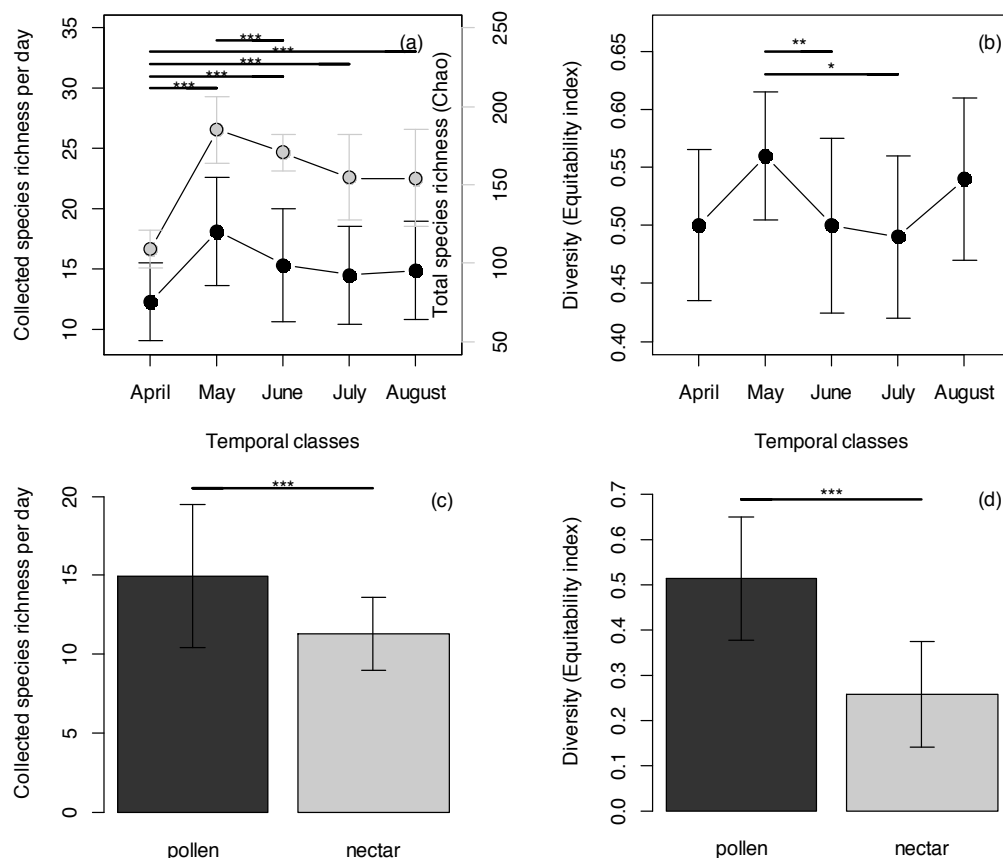 (a)
Collected species richness per day
35
30
25
20
15
10
***
***
***
***
***
Total species richness (Chao)
250
200
150
100
50
April May June July August
Temporal classes
(b)
Diversity (Equitability index)
0.65
0.60
0.55
0.50
0.45
0.40
**
*
April May June July August
Temporal classes
(c)
Collected species richness per day
20
15
10
5
0
***
pollen nectar
(d)
Diversity (Equitability index)
0.7
0.6
0.5
0.4
0.3
0.2
0.1
0.0
***
pollen nectar